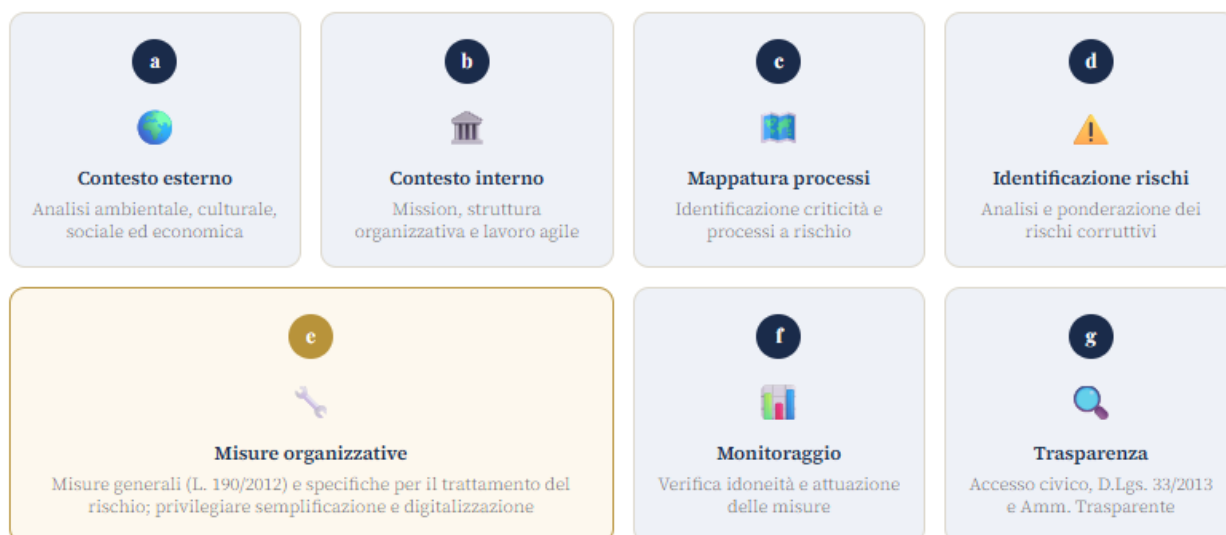 a
Contesto esterno
Analisi ambientale, culturale,
sociale ed economica
b
Contesto interno
Mission, struttura
organizzativa e lavoro agile
c
Mappatura processi
Identificazione criticità e
processi a rischio
d
Identificazione rischi
Analisi e ponderazione dei
rischi corruttivi
e
Misure organizzative
Misure generali (L. 190/2012) e specifiche per il trattamento del
rischio; privilegiare semplificazione e digitalizzazione
f
Monitoraggio
Verifica idoneità e attuazione
delle misure
g
Trasparenza
Accesso civico, D.Lgs. 33/2013
e Amm. Trasparente